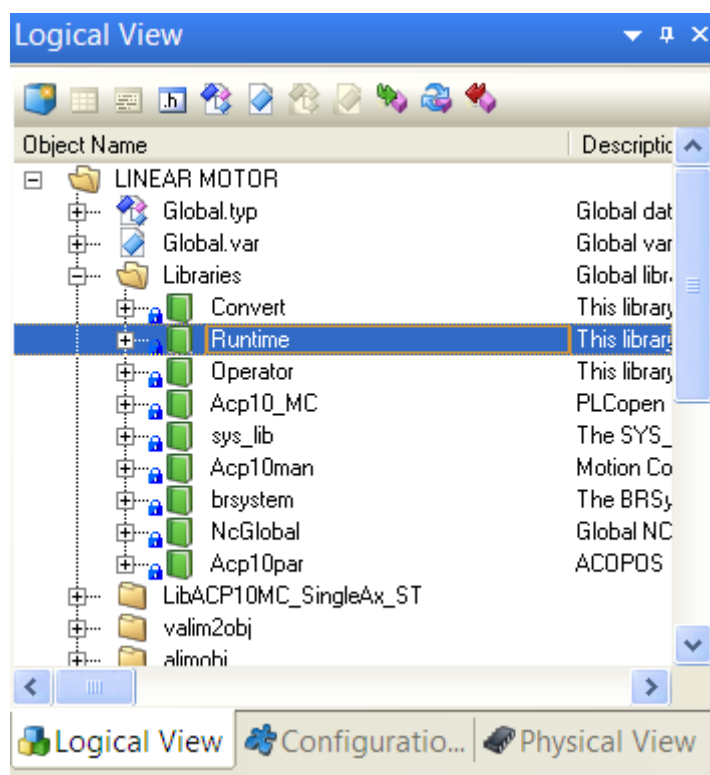 Logical View
.h
Object Name Descriptic
LINEAR MOTOR
Global.typ Global dat
Global.var Global var
Libraries Global libr
Convert This library
Runtime This library
Operator This library
Acp10_MC PLCopen
sys_lib The SYS_
Acp10man Motion Co
brsystem The BRSy
NcGlobal Global NC
Acp10par ACOPOS
LibACP10MC_SingleAx_ST
valim2obj
alimobj
Logical View Configuratio... Physical View